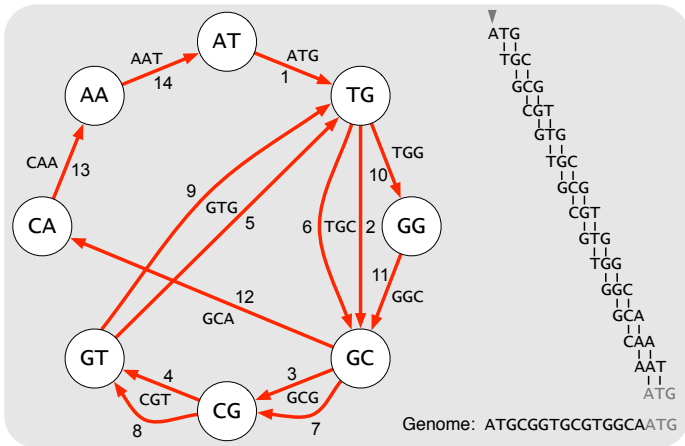 AT
AAT
14
ATG
1
AA
TG
CAA
13
TGG
10
9
GTG
5
6
TGC
2
CA
GG
11
GGC
12
GCA
GT
GC
4
CGT
3
GCG
CG
8
7
ATG
TGC
GCG
CGT
GTG
TGC
GCG
CGT
GTG
TGG
GGC
GCA
CAA
AAT
ATG
Genome: ATGCGGTGCGTGGCAATG